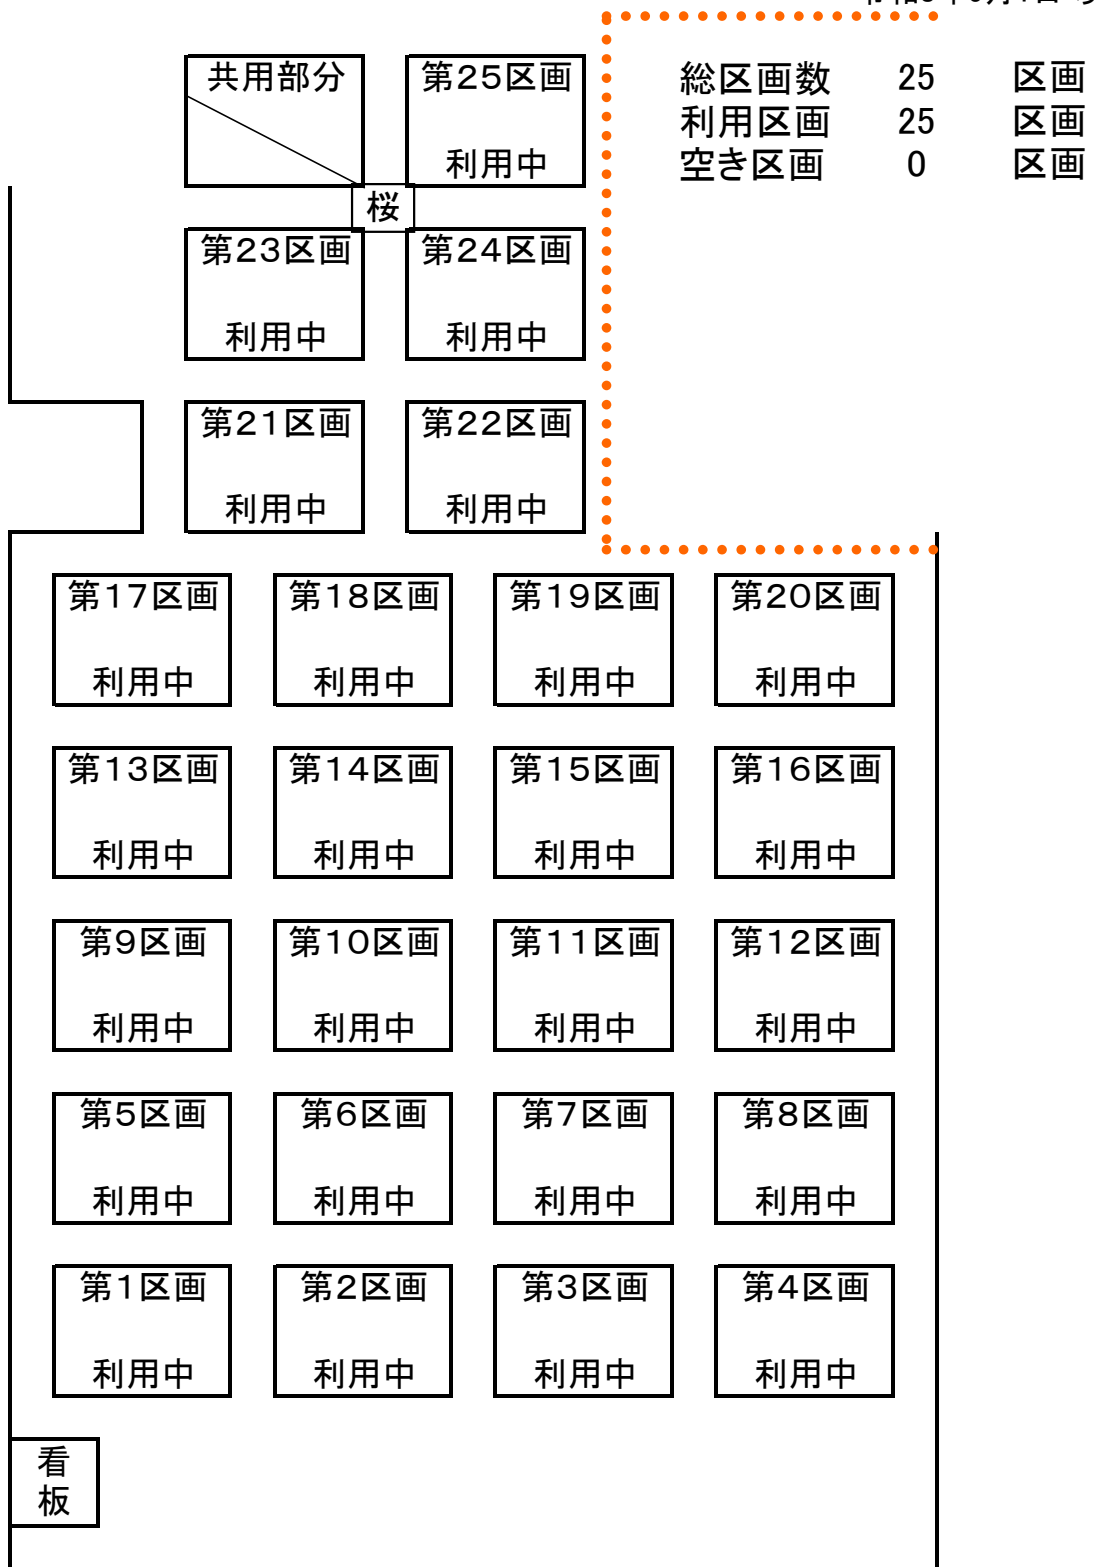 総区画数 25 区画
利用区画 25 区画
空き区画 0 区画
共用部分 第25区画
利用中
桜
第23区画 第24区画
利用中 利用中
第21区画 第22区画
利用中 利用中
第17区画 第18区画 第19区画 第20区画
利用中 利用中 利用中 利用中
第13区画 第14区画 第15区画 第16区画
利用中 利用中 利用中 利用中
第9区画 第10区画 第11区画 第12区画
利用中 利用中 利用中 利用中
第5区画 第6区画 第7区画 第8区画
利用中 利用中 利用中 利用中
第1区画 第2区画 第3区画 第4区画
利用中 利用中 利用中 利用中
看
板